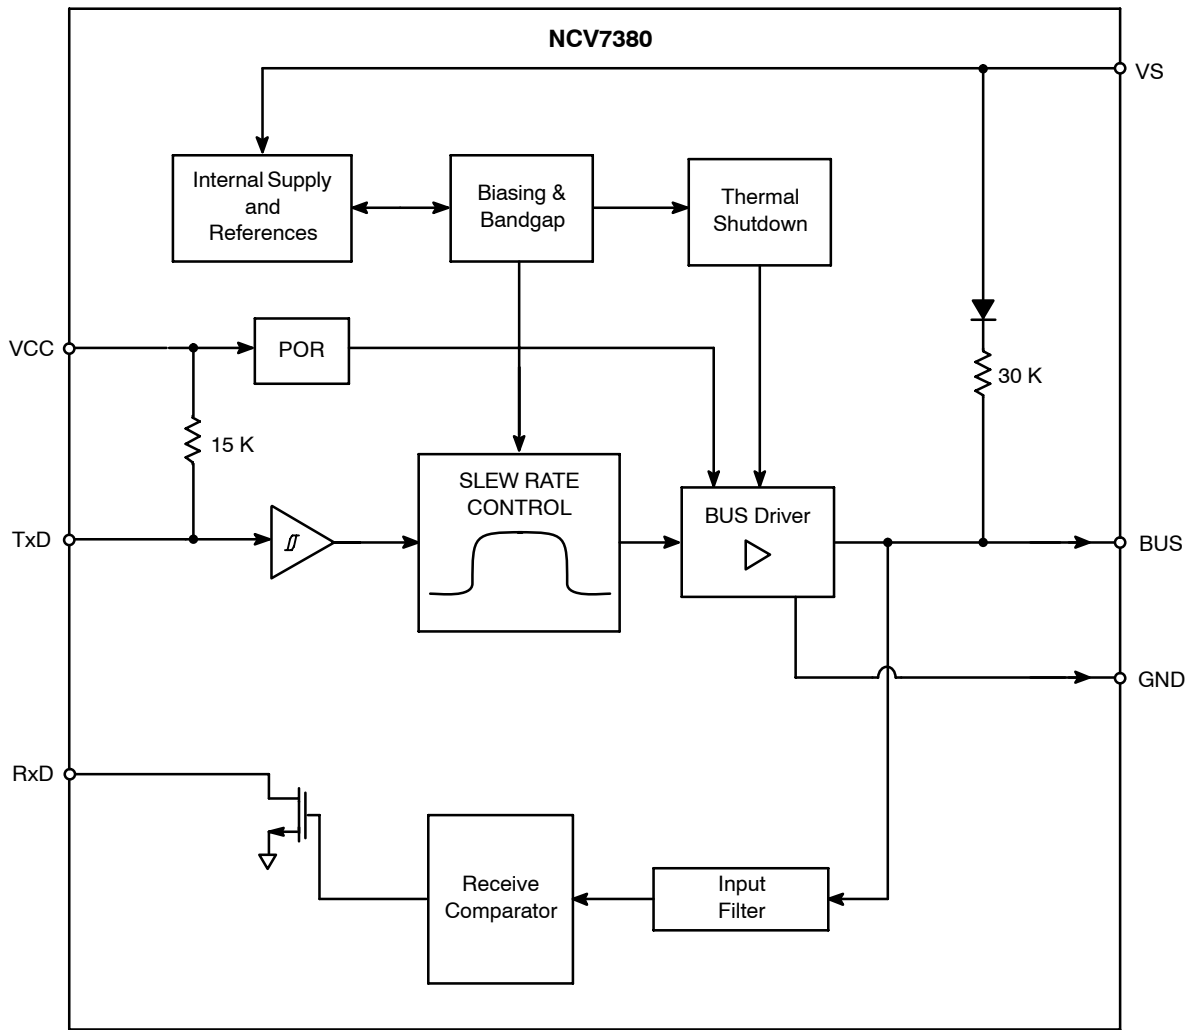 NCV7380
VS
Internal Supply
and
References
Biasing &
Bandgap
Thermal
Shutdown
VCC
POR
30 K
15 K
SLEW RATE
CONTROL
BUS Driver
TxD
BUS
GND
RxD
Receive
Comparator
Input
Filter